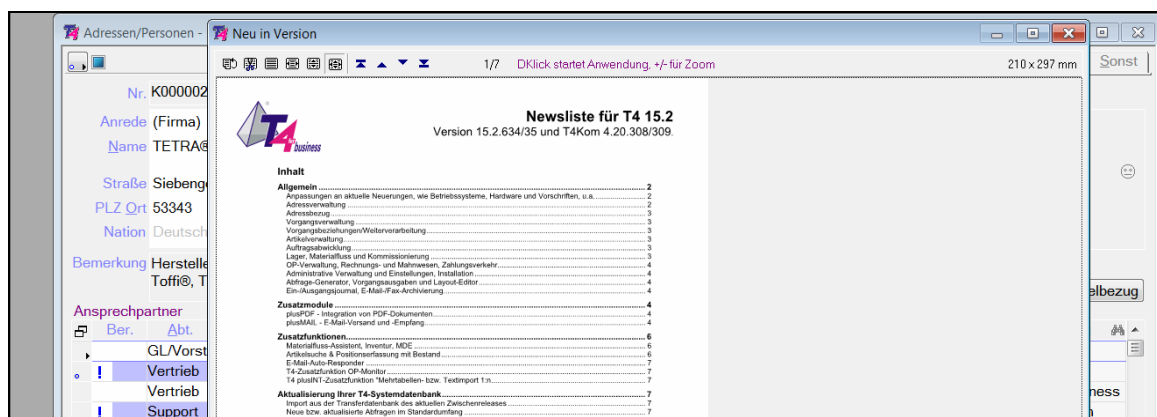 Adressen/Personen -
Neu in Version
1/7 DKlick startet Anwendung, +/- für Zoom 210 x 297 mm
Sonst
Nr. K000002
Anrede (Firma)
Name TETRA®
Straße Siebenge
PLZ Ort 53343
Nation Deutsch
Bemerkung Herstelle
Toffi®, T
elbezug
Ansprechpartner
Ber. Abt.
GL/Vorst
! Vertrieb
Vertrieb
ness
! Support
T4 for business
Newsliste für T4 15.2
Version 15.2.634/35 und T4Kom 4.20.308/309.
Inhalt
Allgemein 2
Anpassungen an aktuelle Neuerungen, wie Betriebssysteme, Hardware und Vorschriften, u.a. 2
Adressverwaltung 2
Adressbezug 3
Vorgangsverwaltung 3
Vorgangsbeziehungen/Weiterverarbeitung 3
Artikelverwaltung 3
Auftragsabwicklung 3
Lager, Materialfluss und Kommissionierung 3
OP-Verwaltung, Rechnungs- und Mahnwesen, Zahlungsverkehr 4
Administrative Verwaltung und Einstellungen, Installation 4
Abfrage-Generator, Vorgangsausgaben und Layout-Editor 4
Ein-/Ausgangsjournal, E-Mail-/Fax-Archivierung 4
Zusatzmodule 4
plusPDF - Integration von PDF-Dokumenten 4
plusMAIL - E-Mail-Versand und -Empfang 4
Zusatzfunktionen 6
Materialfluss-Assistent, Inventur, MDE 6
Artikelsuche & Positionserfassung mit Bestand 6
E-Mail-Auto-Responder 7
T4-Zusatzfunktion OP-Monitor 7
T4 plusINT-Zusatzfunktion "Mehrtabellen- bzw. Textimport 1:n 7
Aktualisierung Ihrer T4-Systemdatenbank 7
Import aus der Transferdatenbank des aktuellen Zwischenreleases 7
Neue bzw. aktualisierte Abfragen im Standardumfang 7